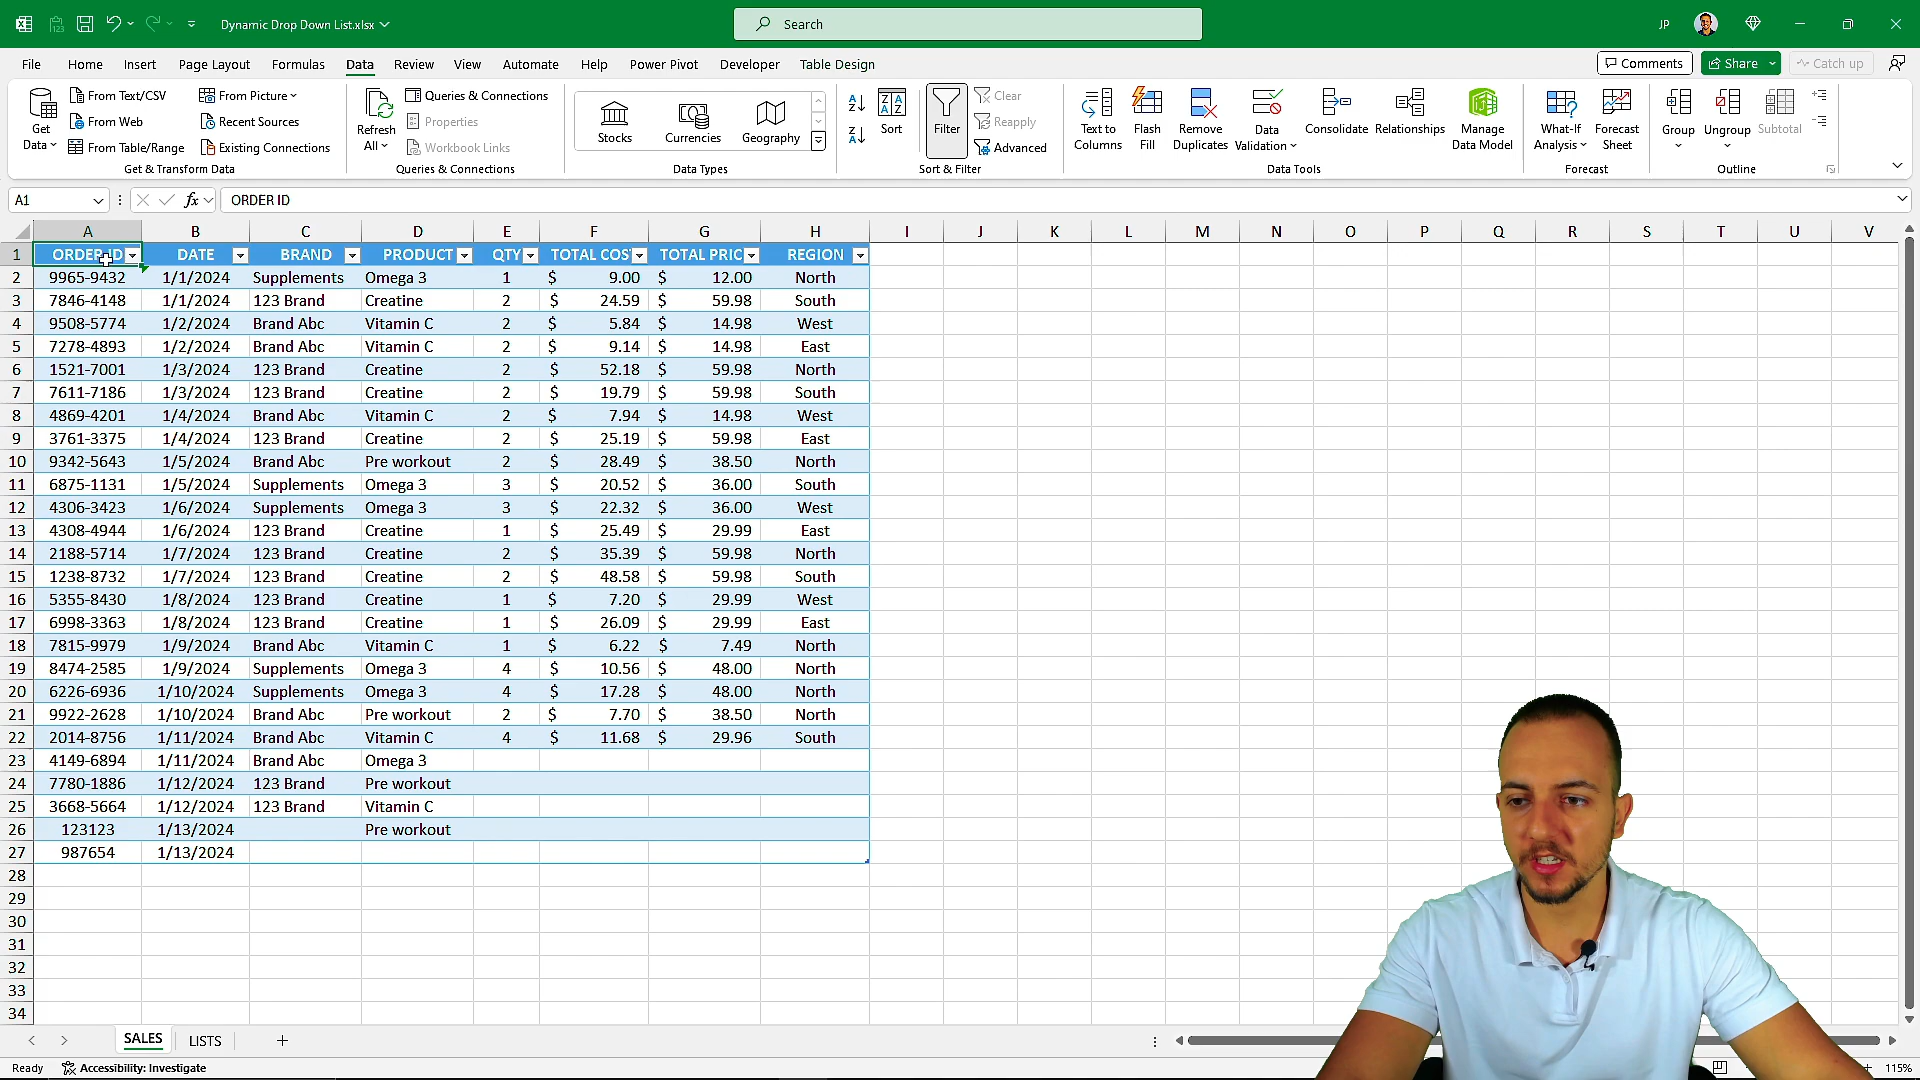 Dynamic Drop Down List.xlsx
Search
JP
File Home Insert Page Layout Formulas Data Review View Automate Help Power Pivot Developer Table Design
Comments Share Catch up
From Text/CSV From Picture
From Web Recent Sources
From Table/Range Existing Connections
Get Data
Get & Transform Data
Refresh All
Queries & Connections
Properties
Workbook Links
Queries & Connections
Stocks Currencies Geography
Data Types
Sort Filter
Clear
Reapply
Advanced
Sort & Filter
Text to Columns Flash Fill Remove Duplicates Data Validation Consolidate Relationships Manage Data Model
Data Tools
What-If Analysis Forecast Sheet
Forecast
Group Ungroup Subtotal
Outline
A1 fx ORDER ID
A B C D E F G H I J K L M N O P Q R S T U V
1 ORDER ID DATE BRAND PRODUCT QTY TOTAL COS TOTAL PRIC REGION
2 9965-9432 1/1/2024 Supplements Omega 3 1 $ 9.00 $ 12.00 North
3 7846-4148 1/1/2024 123 Brand Creatine 2 $ 24.59 $ 59.98 South
4 9508-5774 1/2/2024 Brand Abc Vitamin C 2 $ 5.84 $ 14.98 West
5 7278-4893 1/2/2024 Brand Abc Vitamin C 2 $ 9.14 $ 14.98 East
6 1521-7001 1/3/2024 123 Brand Creatine 2 $ 52.18 $ 59.98 North
7 7611-7186 1/3/2024 123 Brand Creatine 2 $ 19.79 $ 59.98 South
8 4869-4201 1/4/2024 Brand Abc Vitamin C 2 $ 7.94 $ 14.98 West
9 3761-3375 1/4/2024 123 Brand Creatine 2 $ 25.19 $ 59.98 East
10 9342-5643 1/5/2024 Brand Abc Pre workout 2 $ 28.49 $ 38.50 North
11 6875-1131 1/5/2024 Supplements Omega 3 3 $ 20.52 $ 36.00 South
12 4306-3423 1/6/2024 Supplements Omega 3 3 $ 22.32 $ 36.00 West
13 4308-4944 1/6/2024 123 Brand Creatine 1 $ 25.49 $ 29.99 East
14 2188-5714 1/7/2024 123 Brand Creatine 2 $ 35.39 $ 59.98 North
15 1238-8732 1/7/2024 123 Brand Creatine 2 $ 48.58 $ 59.98 South
16 5355-8430 1/8/2024 123 Brand Creatine 1 $ 7.20 $ 29.99 West
17 6998-3363 1/8/2024 123 Brand Creatine 1 $ 26.09 $ 29.99 East
18 7815-9979 1/9/2024 Brand Abc Vitamin C 1 $ 6.22 $ 7.49 North
19 8474-2585 1/9/2024 Supplements Omega 3 4 $ 10.56 $ 48.00 North
20 6226-6936 1/10/2024 Supplements Omega 3 4 $ 17.28 $ 48.00 North
21 9922-2628 1/10/2024 Brand Abc Pre workout 2 $ 7.70 $ 38.50 North
22 2014-8756 1/11/2024 Brand Abc Vitamin C 4 $ 11.68 $ 29.96 South
23 4149-6894 1/11/2024 Brand Abc Omega 3
24 7780-1886 1/12/2024 123 Brand Pre workout
25 3668-5664 1/12/2024 123 Brand Vitamin C
26 123123 1/13/2024 Pre workout
27 987654 1/13/2024
28
29
30
31
32
33
34
SALES LISTS
Ready Accessibility: Investigate 115%